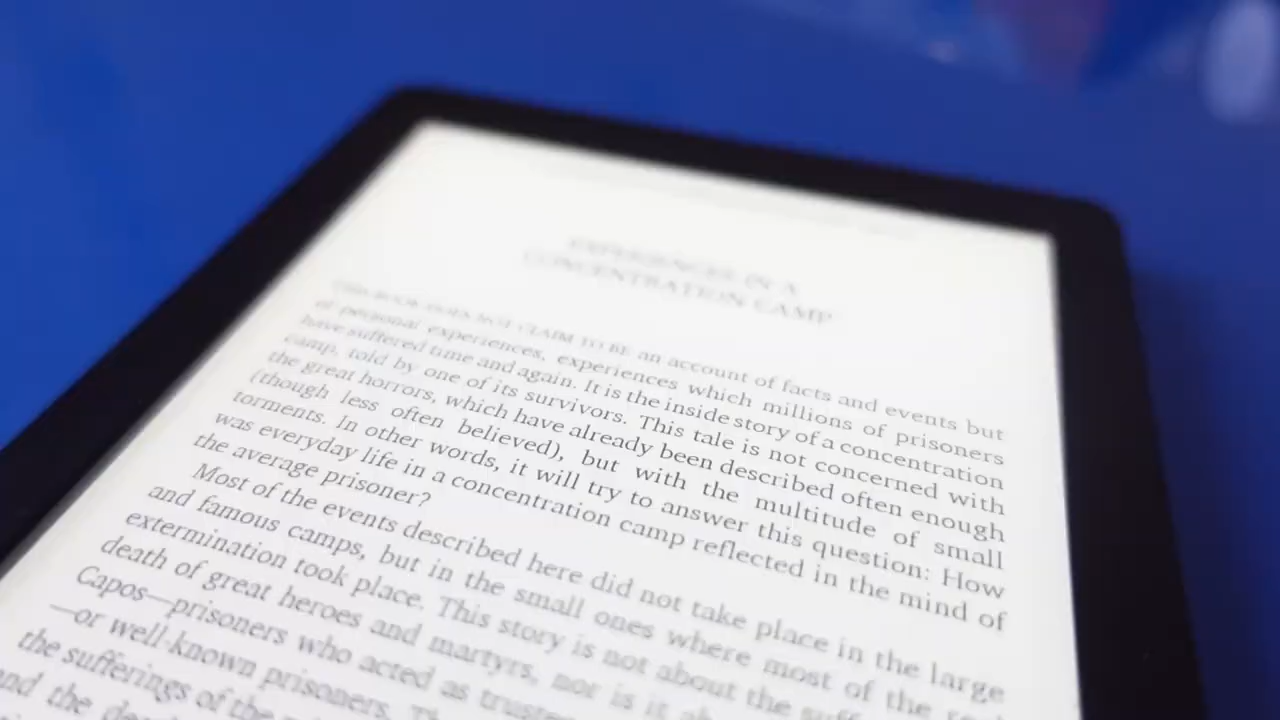 EXPERIENCES IN A
CONCENTRATION CAMP
THIS BOOK DOES NOT CLAIM TO BE an account of facts and events but
of personal experiences, experiences which millions of prisoners
have suffered time and again. It is the inside story of a concentration
camp, told by one of its survivors. This tale is not concerned with
the great horrors, which have already been described often enough
(though less often believed), but with the multitude of small
torments. In other words, it will try to answer this question: How
was everyday life in a concentration camp reflected in the mind of
the average prisoner?
Most of the events described here did not take place in the large
and famous camps, but in the small ones where most of the real
extermination took place. This story is not about the
death of great heroes and martyrs, nor is it
Capos—prisoners who acted as
—or well-known prisoners.
the sufferings of the
and the